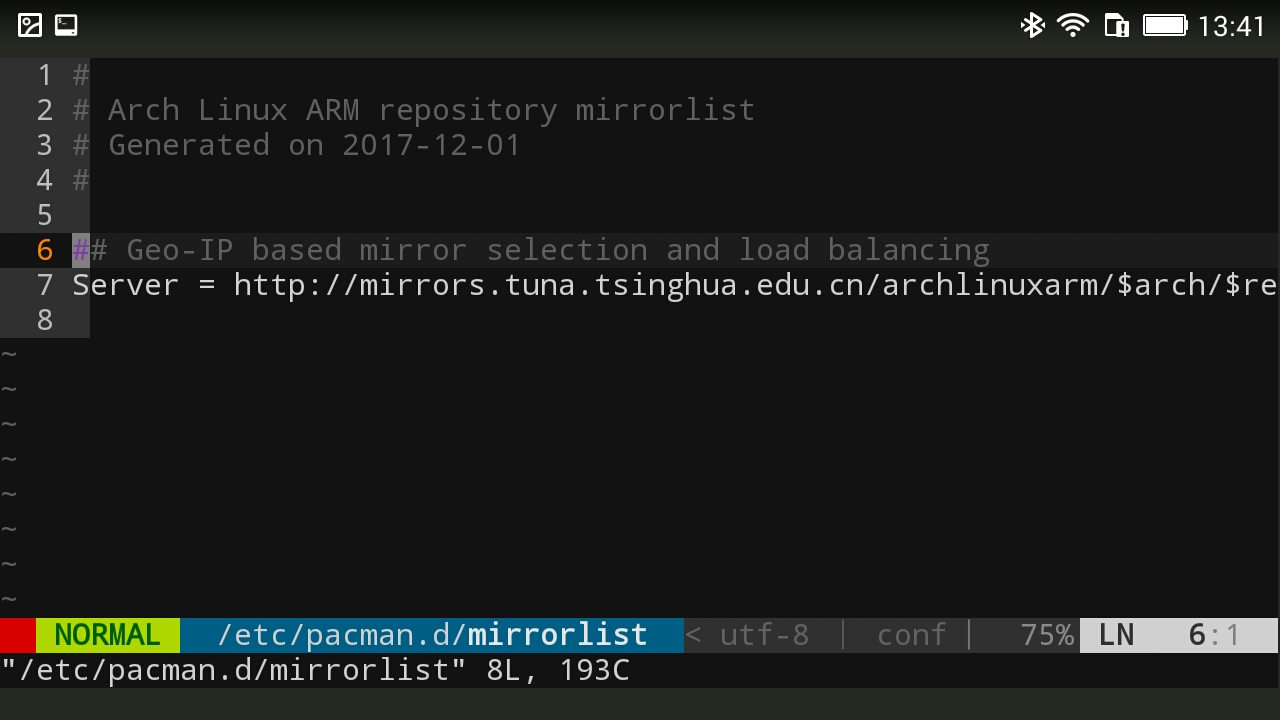 13:41
1 #
2 # Arch Linux ARM repository mirrorlist
3 # Generated on 2017-12-01
4 #
5
6 ## Geo-IP based mirror selection and load balancing
7 Server = http://mirrors.tuna.tsinghua.edu.cn/archlinuxarm/$arch/$re
8
~
~
~
~
~
~
~
~
NORMAL /etc/pacman.d/mirrorlist < utf-8 | conf | 75% LN 6:1
"/etc/pacman.d/mirrorlist" 8L, 193C